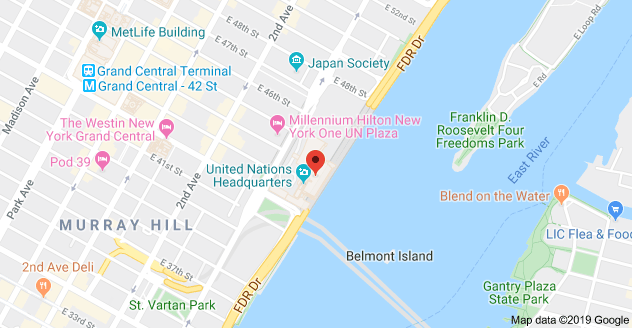 E 52nd St
E Loop Rd
MetLife Building
E 48th St
2nd Ave
FDR Dr
E 47th St
Japan Society
Grand Central Terminal
Grand Central - 42 St
E 48th St
E Rd
Madison Ave
E 46th St
The Westin New
York Grand Central
Millennium Hilton New
York One UN Plaza
Franklin D.
Roosevelt Four
Freedoms Park
East River
Pod 39
E 41st St
United Nations
Headquarters
2nd Ave
Park Ave
Blend on the Water
MURRAY HILL
LIC Flea & Food
Belmont Island
2nd Ave Deli
E 37th St
Gantry Plaza
State Park
St. Vartan Park
FDR Dr
E 33rd St
Map data ©2019 Google